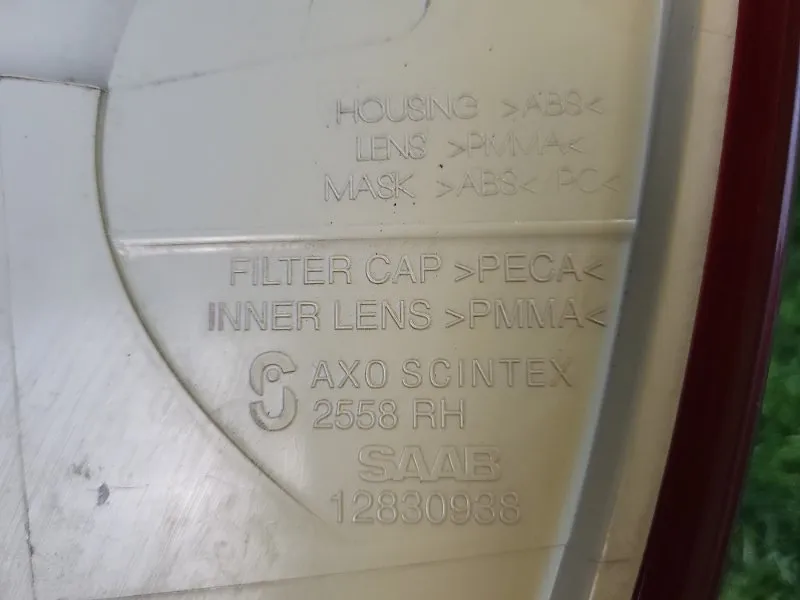 HOUSING >ABS<
LENS >PMMA<
MASK >ABS< PC<
FILTER CAP >PECA<
INNER LENS >PMMA<
AXO SCINTEX
2558 RH
SAAB
12830938